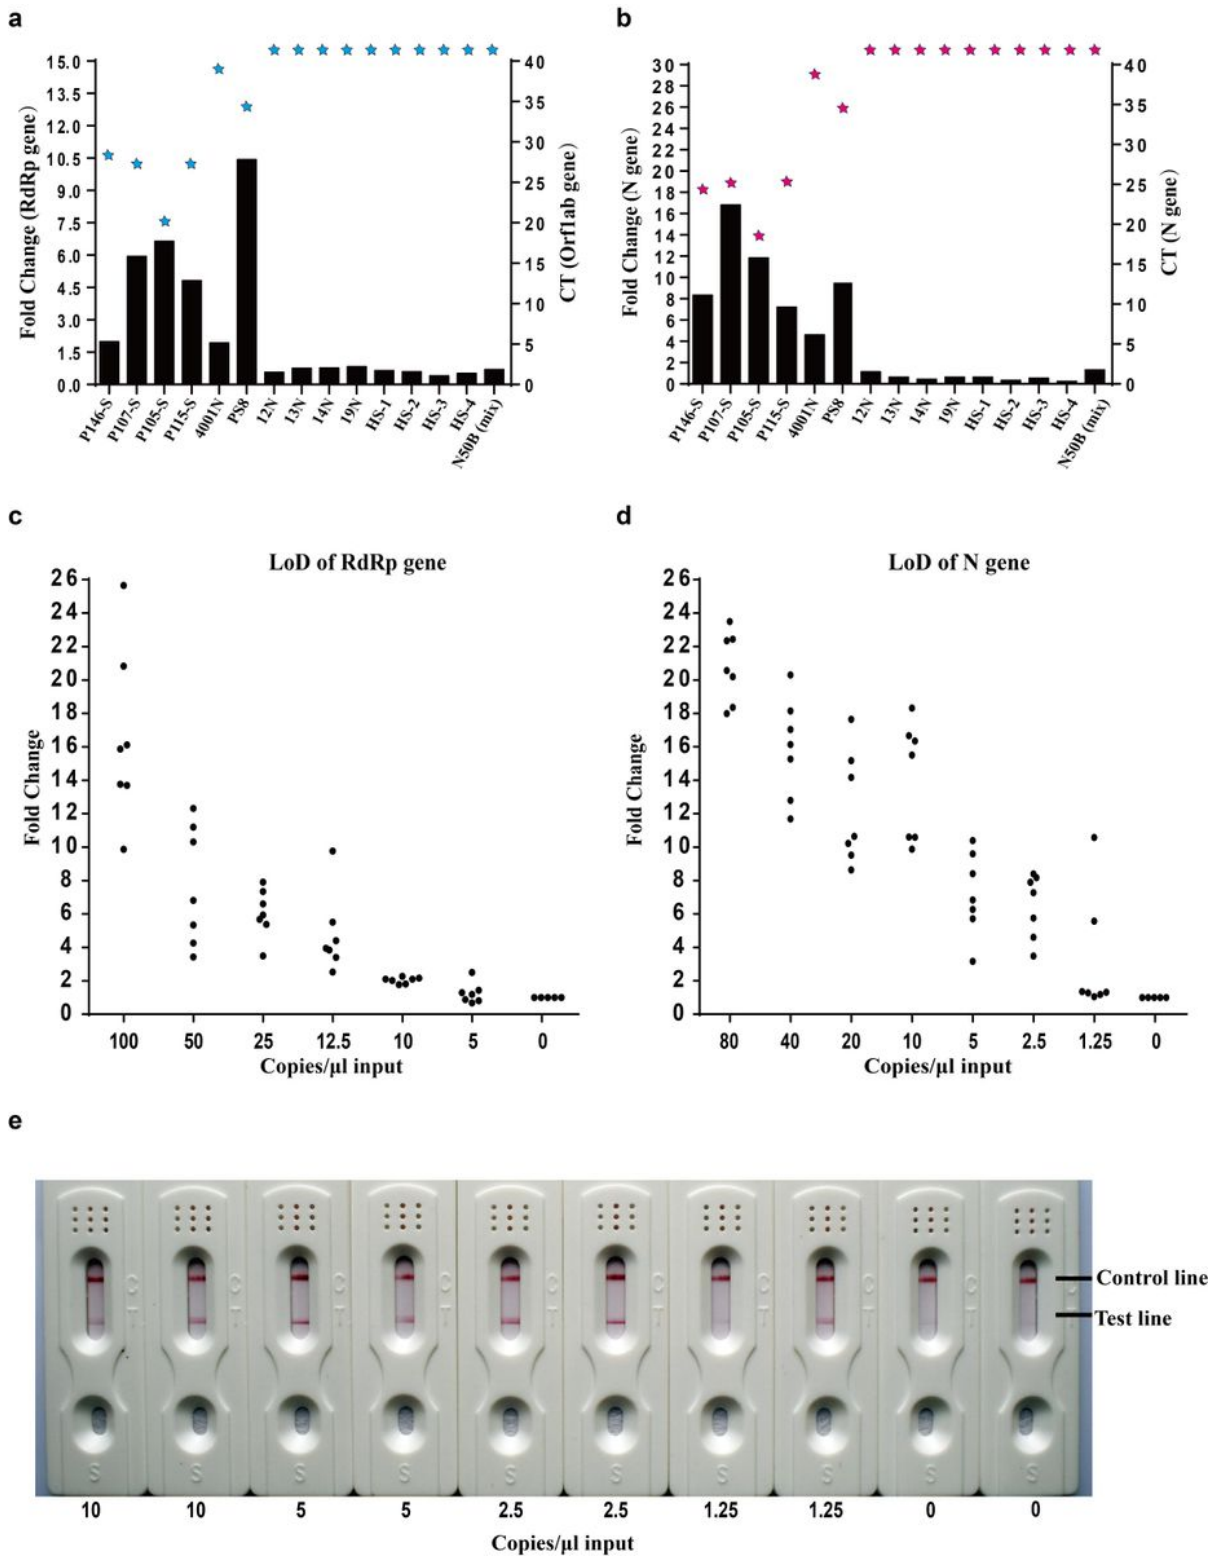 a
15.0
13.5
12.0
10.5
9.0
7.5
6.0
4.5
3.0
1.5
0.0
Fold Change (RdRp gene)
40
35
30
25
20
15
10
5
0
CT (Orf1ab gene)
P146-S
P107-S
P105-S
P115-S
4001N
PS8
12N
13N
14N
19N
HS-1
HS-2
HS-3
HS-4
N50B (mix)
b
30
28
26
24
22
20
18
16
14
12
10
8
6
4
2
0
Fold Change (N gene)
40
35
30
25
20
15
10
5
0
CT (N gene)
P146-S
P107-S
P105-S
P115-S
4001N
PS8
12N
13N
14N
19N
HS-1
HS-2
HS-3
HS-4
N50B (mix)
c
LoD of RdRp gene
26
24
22
20
18
16
14
12
10
8
6
4
2
0
Fold Change
100 50 25 12.5 10 5 0
Copies/µl input
d
LoD of N gene
26
24
22
20
18
16
14
12
10
8
6
4
2
0
Fold Change
80 40 20 10 5 2.5 1.25 0
Copies/µl input
e
C C C C C C C C C
T T T T T T T T T T
Control line
Test line
S S S S S S S S S S
10 10 5 5 2.5 2.5 1.25 1.25 0 0
Copies/µl input